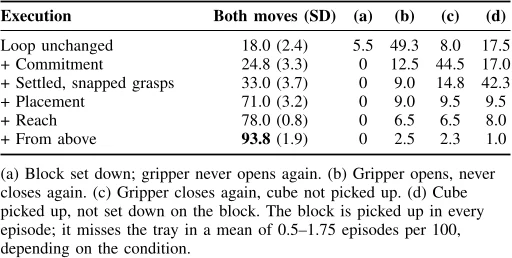 Execution Both moves (SD) (a) (b) (c) (d)
Loop unchanged 18.0 (2.4) 5.5 49.3 8.0 17.5
+ Commitment 24.8 (3.3) 0 12.5 44.5 17.0
+ Settled, snapped grasps 33.0 (3.7) 0 9.0 14.8 42.3
+ Placement 71.0 (3.2) 0 9.0 9.5 9.5
+ Reach 78.0 (0.8) 0 6.5 6.5 8.0
+ From above 93.8 (1.9) 0 2.5 2.3 1.0
(a) Block set down; gripper never opens again. (b) Gripper opens, never
closes again. (c) Gripper closes again, cube not picked up. (d) Cube
picked up, not set down on the block. The block is picked up in every
episode; it misses the tray in a mean of 0.5–1.75 episodes per 100,
depending on the condition.